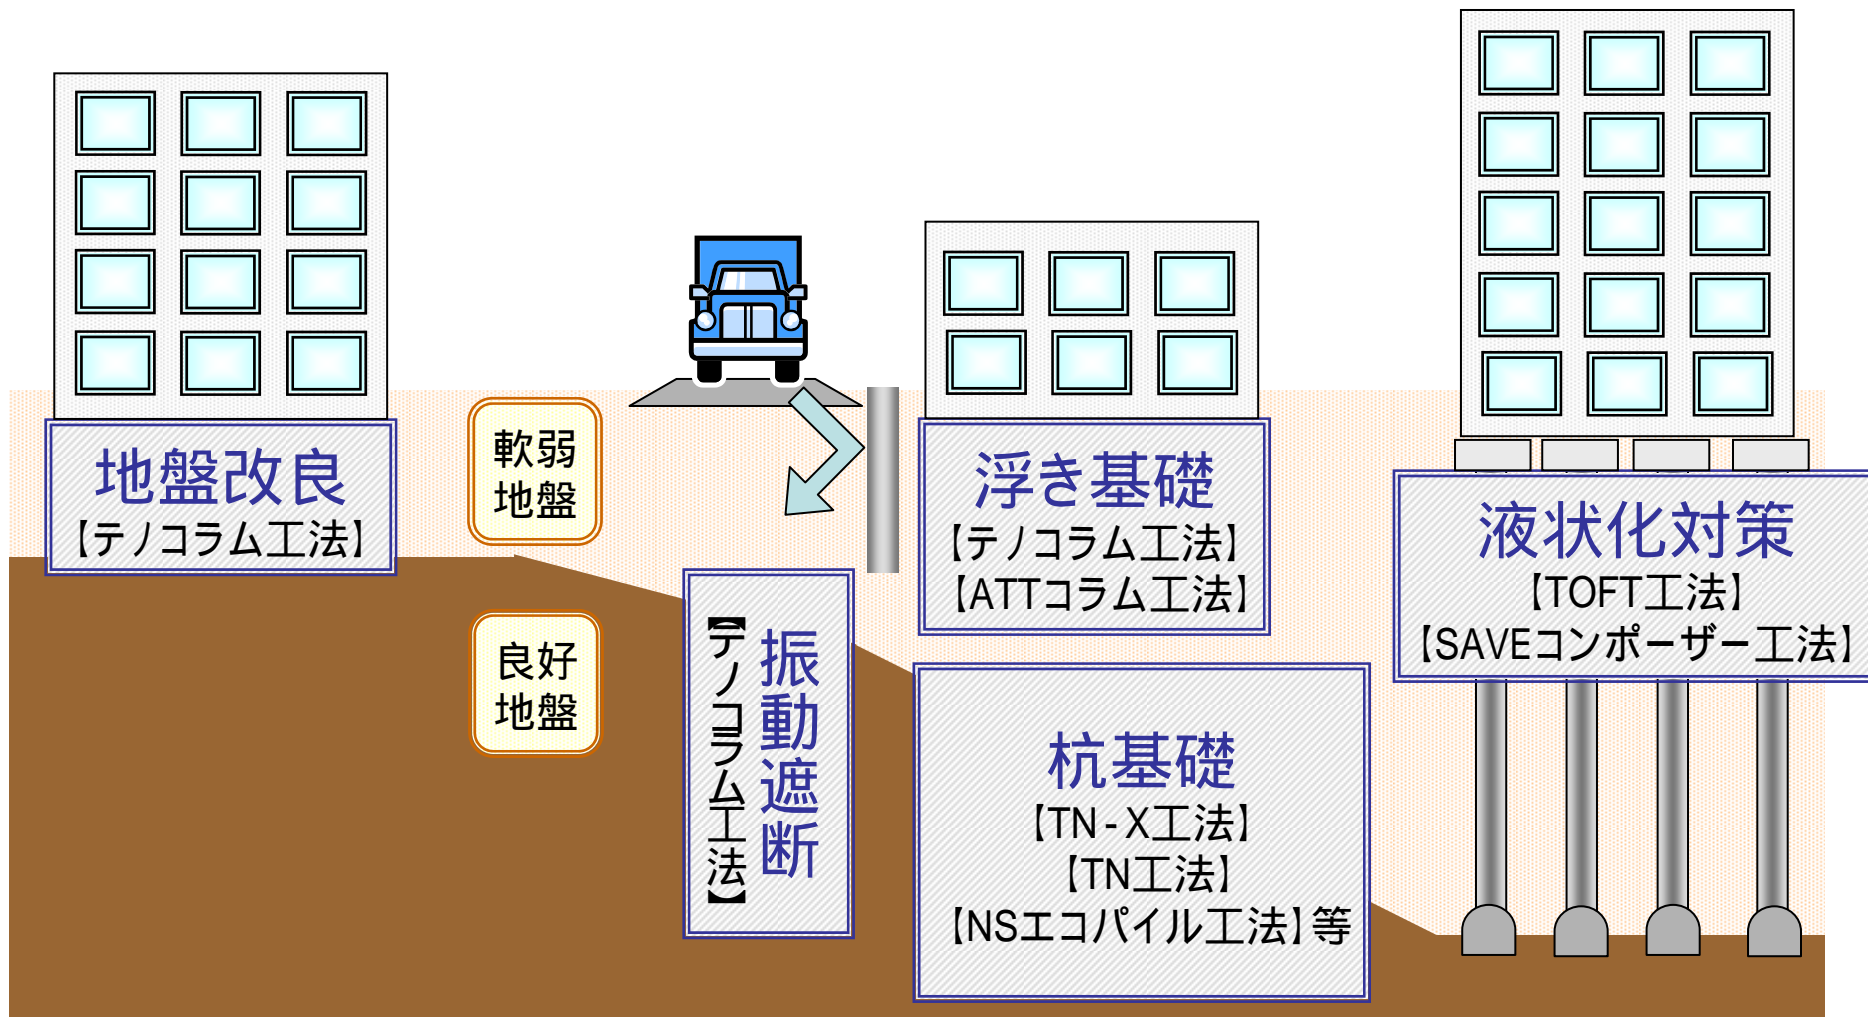 地盤改良
【テノコラム工法】
軟弱
地盤
良好
地盤
振動遮断
【テノコラム工法】
浮き基礎
【テノコラム工法】
【ATTコラム工法】
杭基礎
【TN-X工法】
【TN工法】
【NSエコパイル工法】等
液状化対策
【TOFT工法】
【SAVEコンポーザー工法】